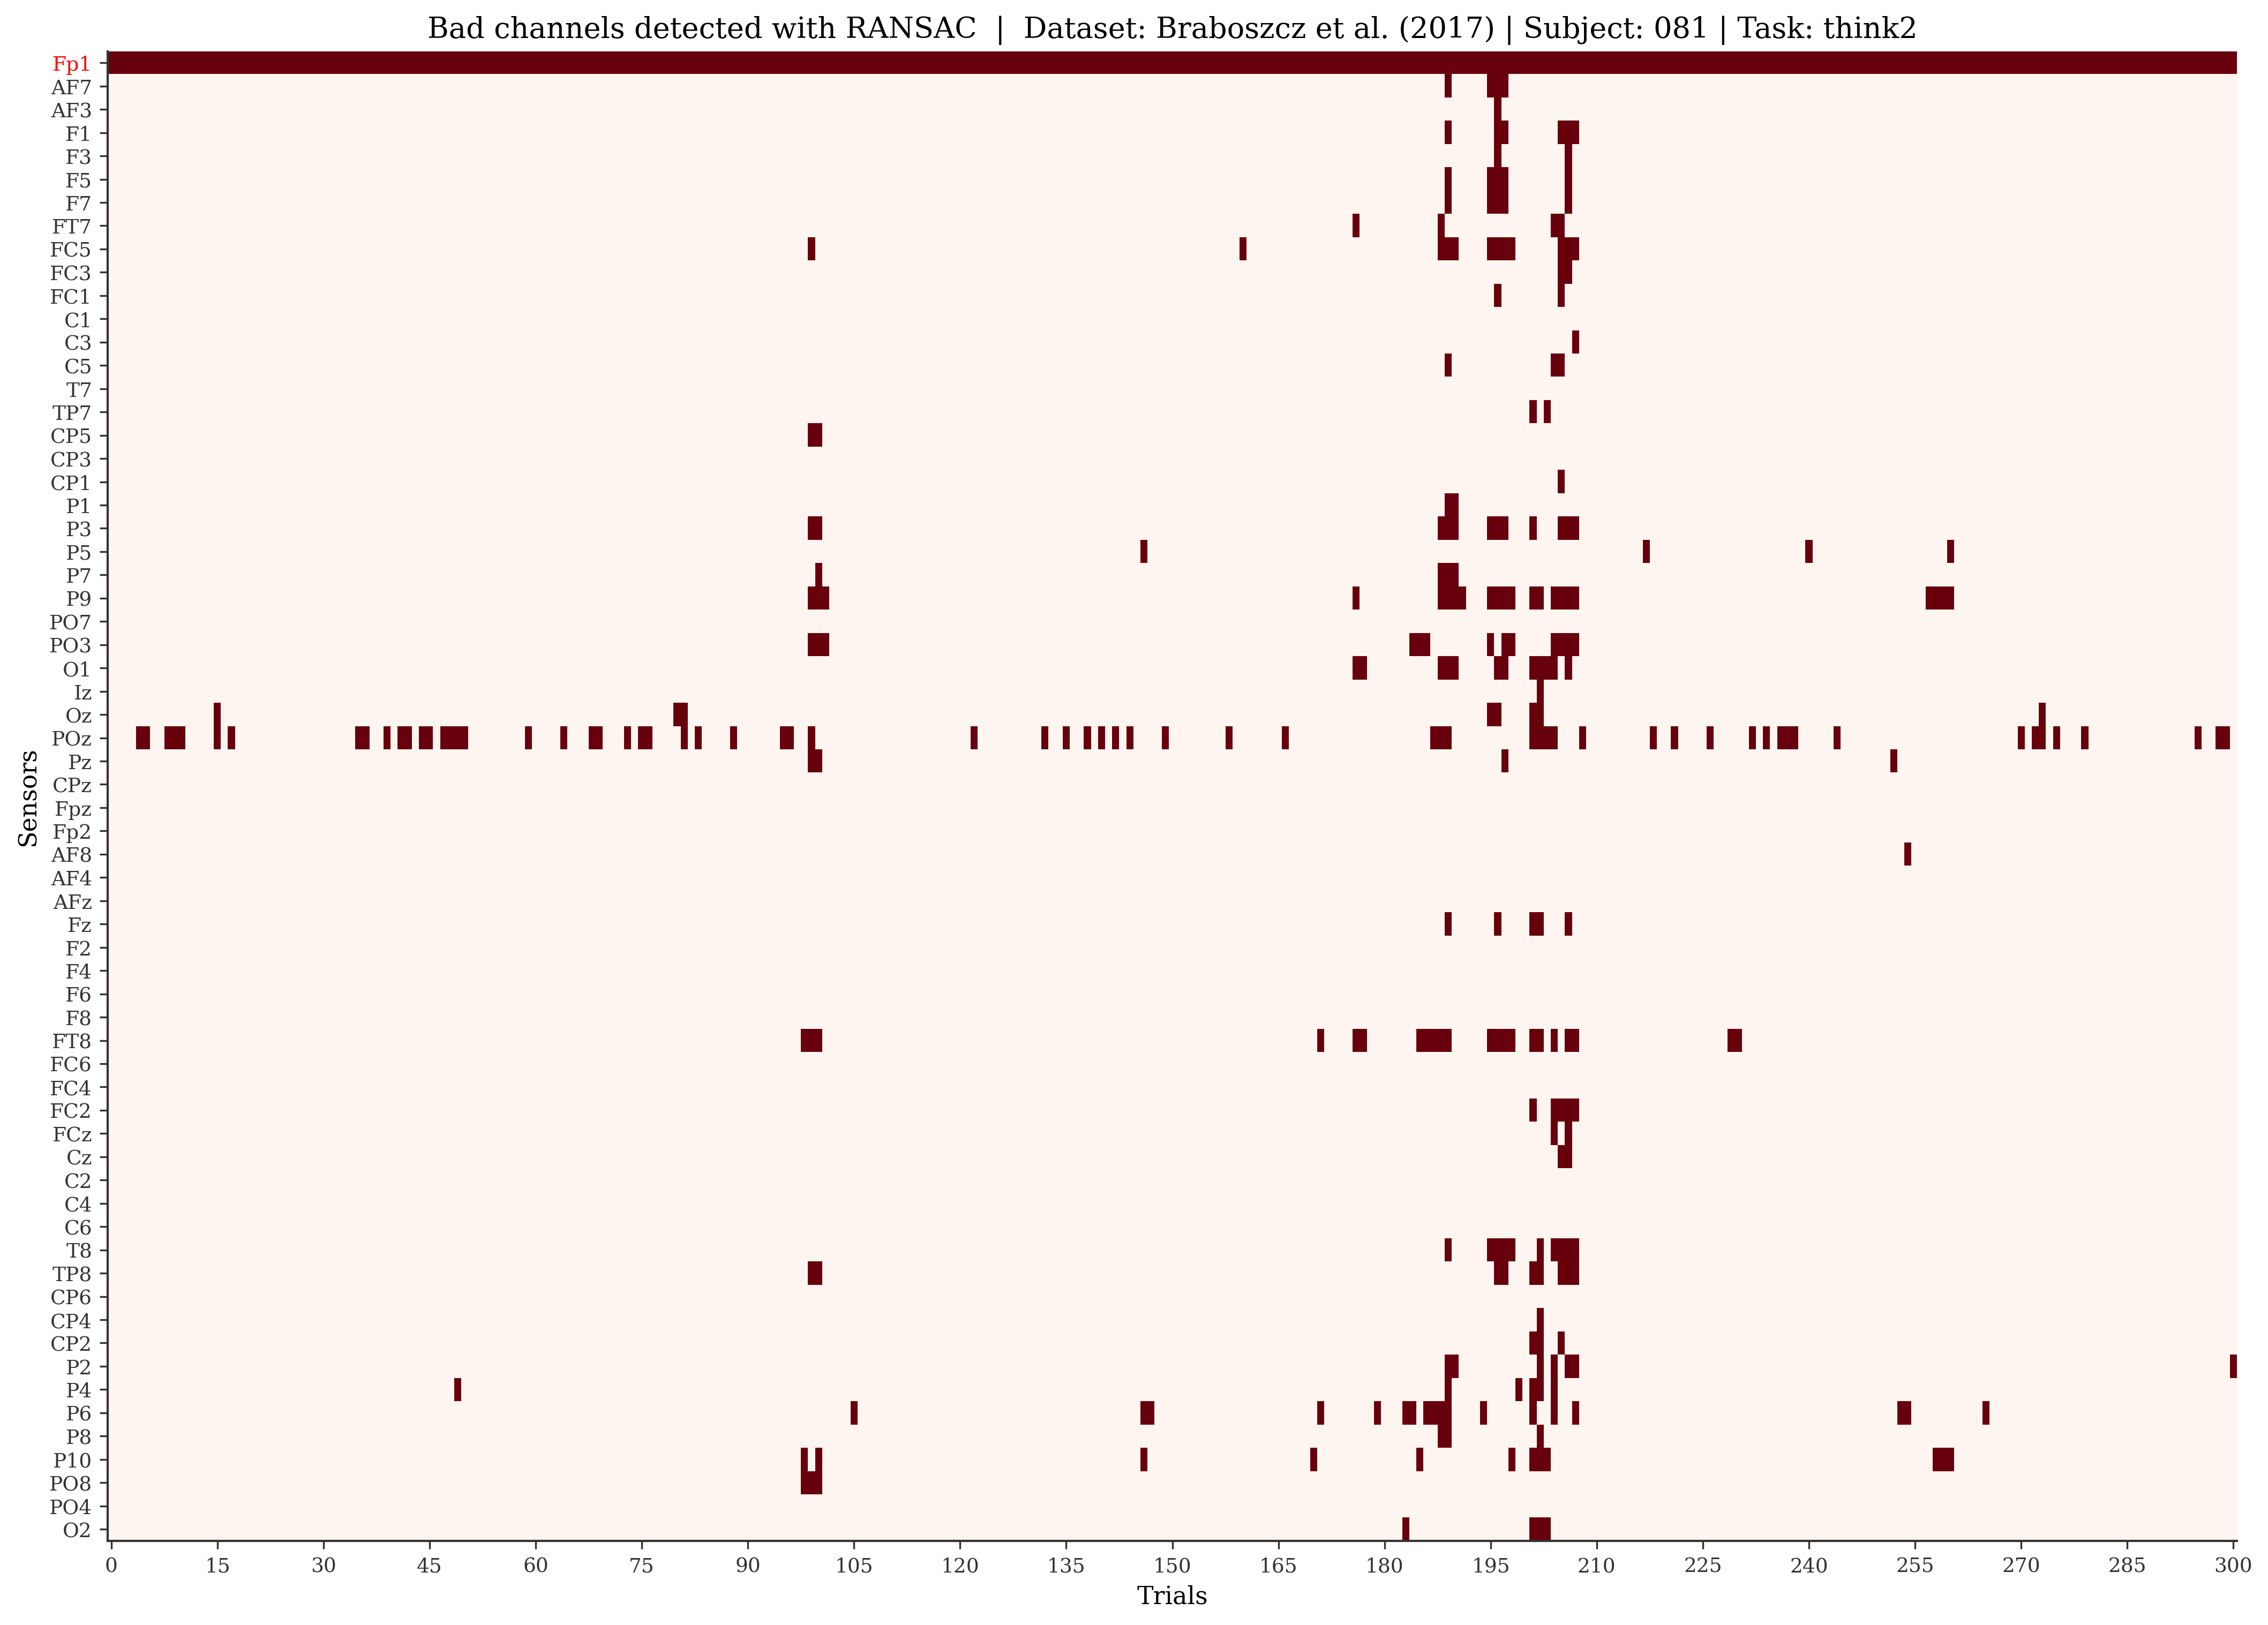 Bad channels detected with RANSAC | Dataset: Braboszcz et al. (2017) | Subject: 081 | Task: think2
Sensors
Fp1
AF7
AF3
F1
F3
F5
F7
FT7
FC5
FC3
FC1
C1
C3
C5
T7
TP7
CP5
CP3
CP1
P1
P3
P5
P7
P9
PO7
PO3
O1
Iz
Oz
POz
Pz
CPz
Fpz
Fp2
AF8
AF4
AFz
Fz
F2
F4
F6
F8
FT8
FC6
FC4
FC2
FCz
Cz
C2
C4
C6
T8
TP8
CP6
CP4
CP2
P2
P4
P6
P8
P10
PO8
PO4
O2
0 15 30 45 60 75 90 105 120 135 150 165 180 195 210 225 240 255 270 285 300
Trials